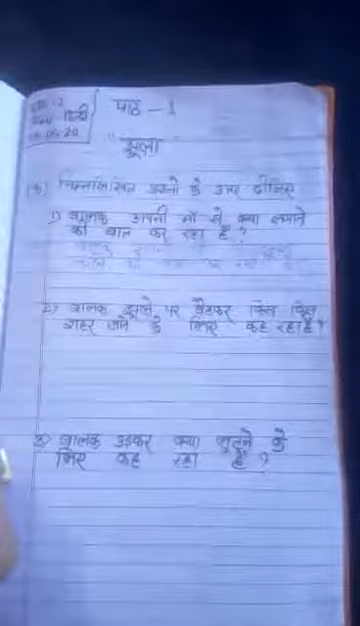 पाठ - 1
"झूला"
(क) निम्नलिखित प्रश्नों के उत्तर दीजिए
1) बालक अपनी माँ से क्या लगाने
की बात कर रहा है?
2) बालक झूले पर बैठकर किस किस
शहर जाने के लिए कह रहा है?
3) बालक उड़कर क्या छूने के
लिए कह रहा है?